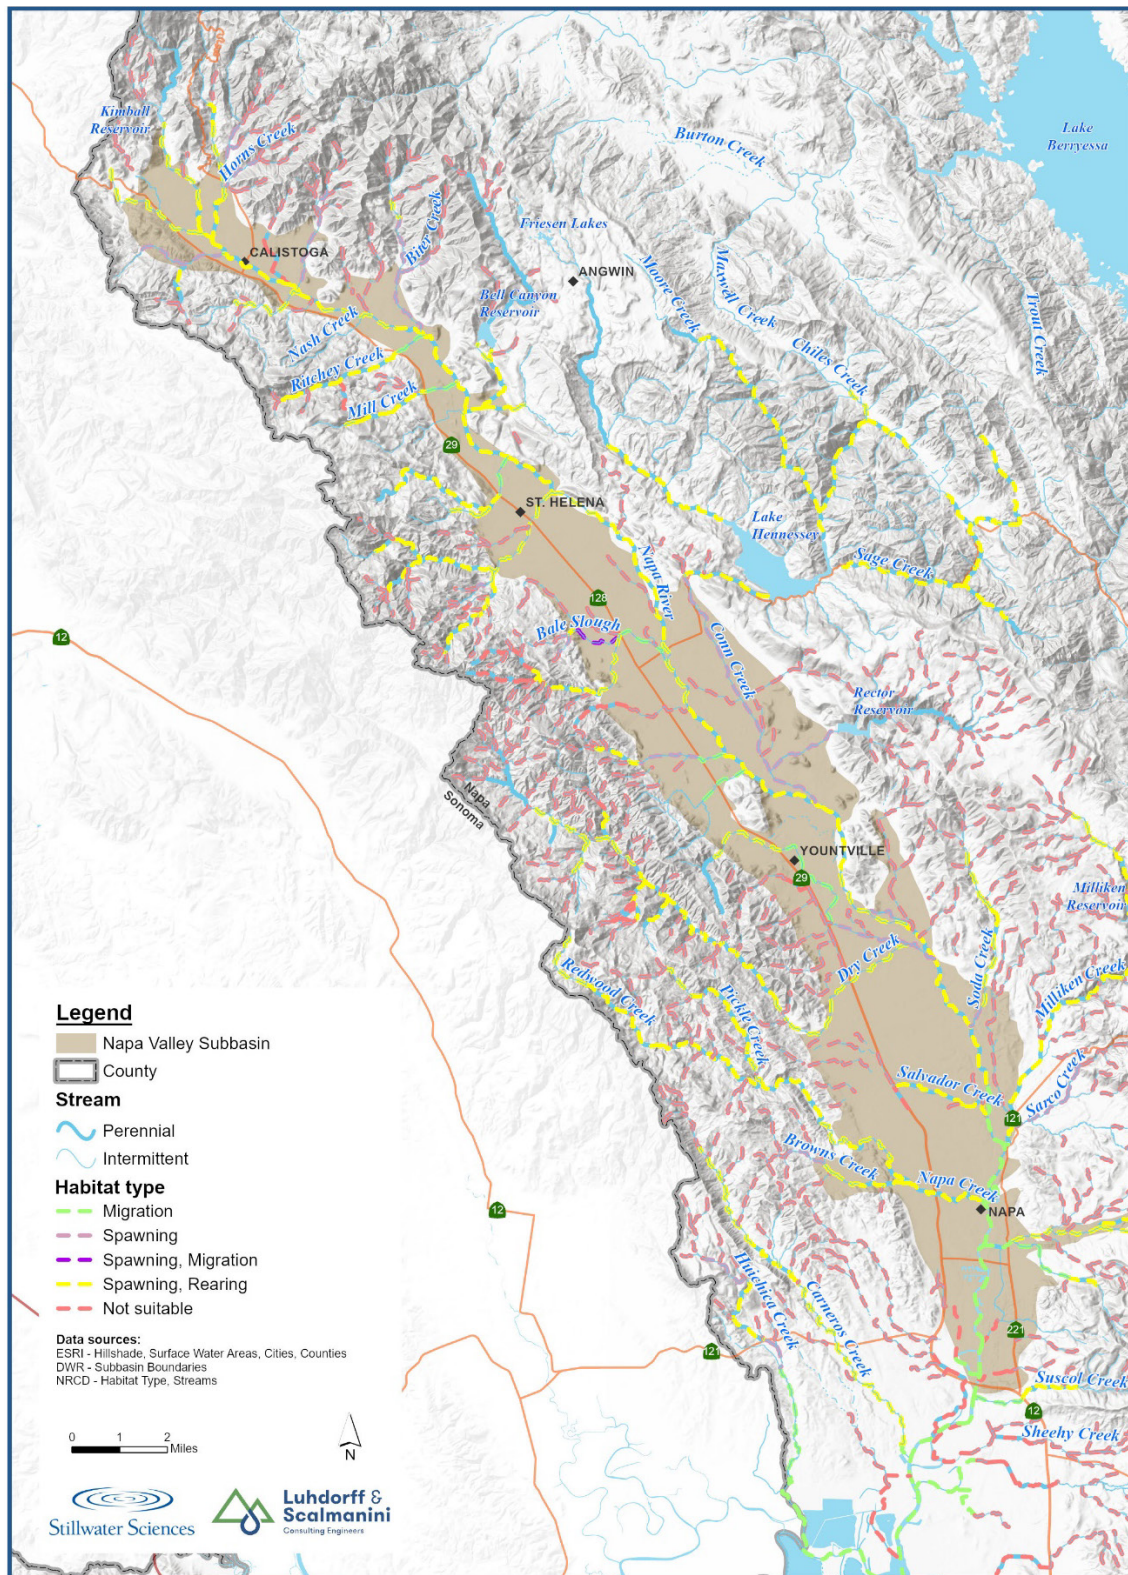 Kimball
Reservoir
Horns Creek
Burton Creek
Lake
Berryessa
CALISTOGA
Biter Creek
Friesen Lakes
ANGWIN
Moore Creek
Maxwell Creek
Trout Creek
Bell Canyon
Reservoir
Nash Creek
Chiles Creek
Ritchey Creek
Mill Creek
29
ST. HELENA
Lake
Hennessey
Napa River
Sage Creek
128
12
Bale Slough
Conn Creek
Rector
Reservoir
Napa
Sonoma
YOUNTVILLE
29
Milliken
Reservoir
Dry Creek
Soda Creek
Redwood Creek
Pickle Creek
Milliken Creek
Salvador Creek
Sarco Creek
121
Browns Creek
Napa Creek
NAPA
12
Huichica Creek
Carneros Creek
221
121
Suscol Creek
12
Sheehy Creek
Legend
Napa Valley Subbasin
County
Stream
Perennial
Intermittent
Habitat type
Migration
Spawning
Spawning, Migration
Spawning, Rearing
Not suitable
Data sources:
ESRI - Hillshade, Surface Water Areas, Cities, Counties
DWR - Subbasin Boundaries
NRCD - Habitat Type, Streams
0 1 2
Miles
N
Stillwater Sciences
Luhdorff &
Scalmanini
Consulting Engineers